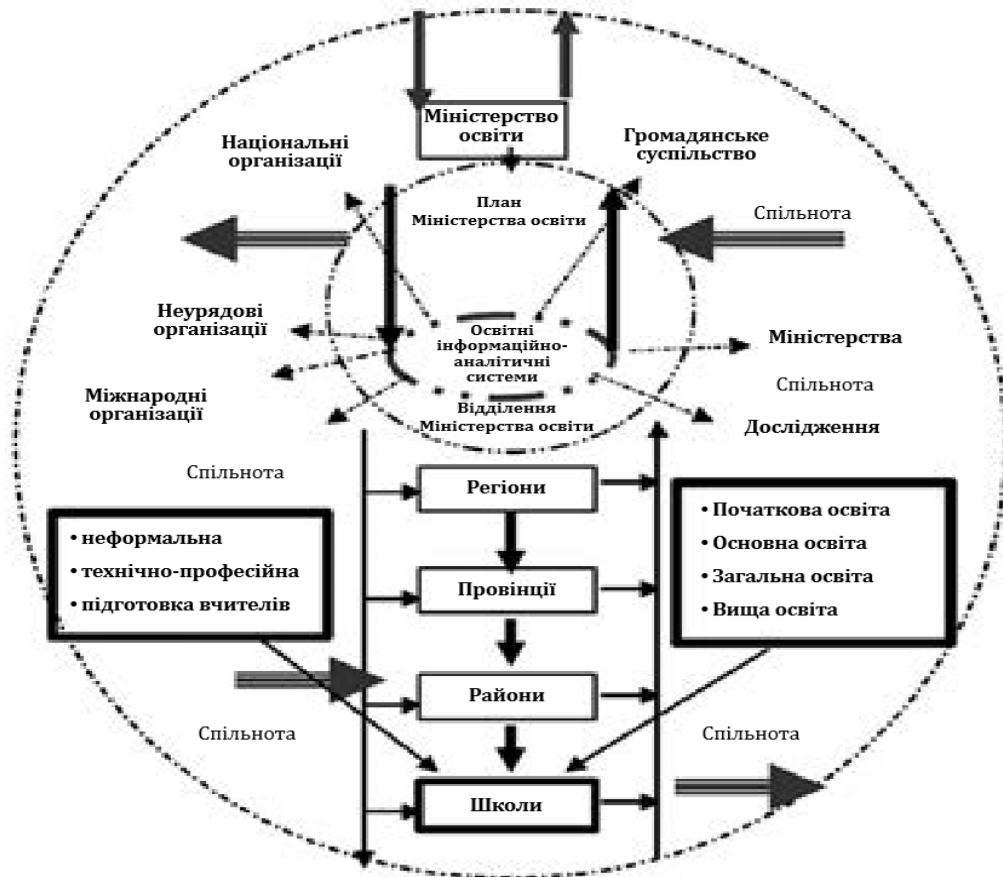 Міністерство
освіти
Національні
організації
Громадянське
суспільство
План
Міністерства освіти
Спільнота
Неурядові
організації
Освітні
інформаційно-
аналітичні
системи
Міністерства
Міжнародні
організації
Спільнота
Відділення
Міністерства освіти
Дослідження
Спільнота
Регіони
• неформальна
• технічно-професійна
• підготовка вчителів
• Початкова освіта
• Основна освіта
• Загальна освіта
• Вища освіта
Провінції
Райони
Спільнота
Спільнота
Школи